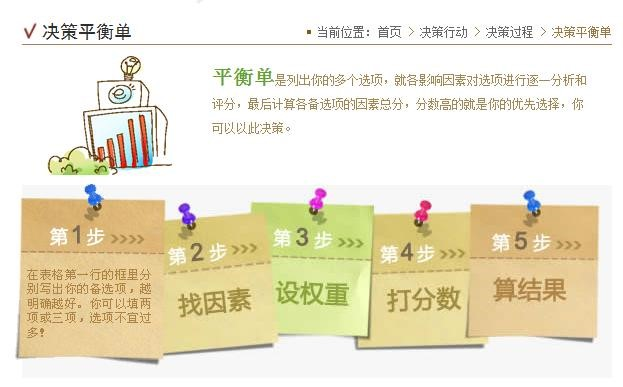 决策平衡单
当前位置：首页 > 决策行动 > 决策过程 > 决策平衡单
平衡单是列出你的多个选项，就各影响因素对选项进行逐一分析和
评分，最后计算各备选项的因素总分，分数高的就是你的优先选择，你
可以以此决策。
第1步 >>>>
在表格第一行的框里分
别写出你的备选项，越
明确越好。你可以填两
项或三项，选项不宜过
多！
第2步 >>>
找因素
第3步 >>>
设权重
第4步 >>>
打分数
第5步 >>>
算结果